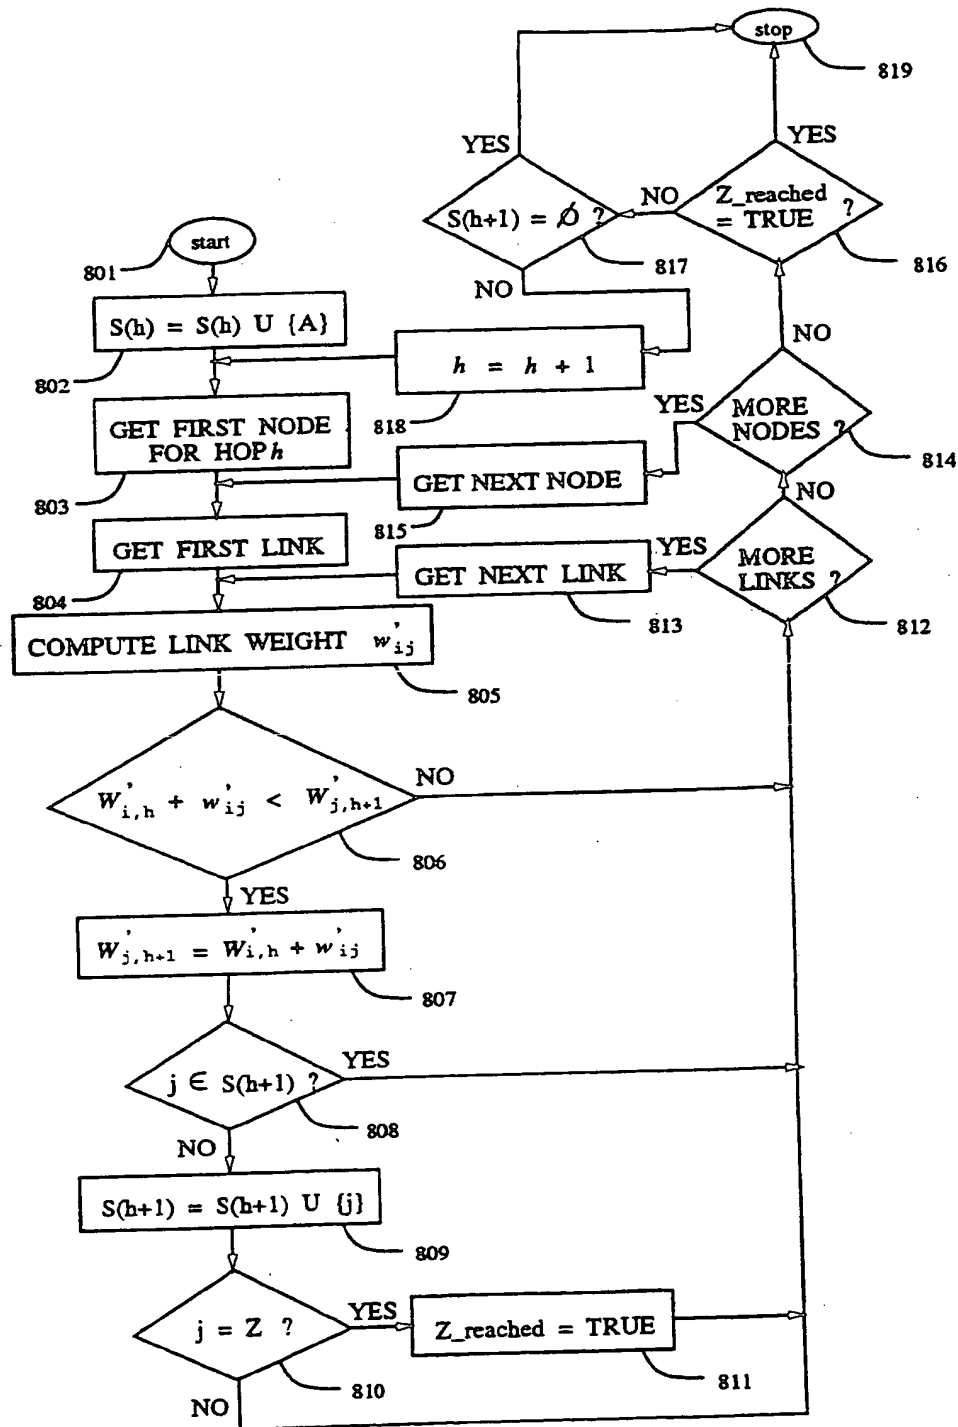 stop
819
YES
YES
S(h+1) = Ø ?
NO
Z_reached
= TRUE ?
817
816
NO
start
801
S(h) = S(h) U {A}
802
h = h + 1
818
NO
GET FIRST NODE
FOR HOP h
803
YES
MORE
NODES ?
814
GET NEXT NODE
815
NO
GET FIRST LINK
804
GET NEXT LINK
813
YES
MORE
LINKS ?
812
COMPUTE LINK WEIGHT w'ij
805
W'i,h + w'ij < W'j,h+1
NO
806
YES
W'j,h+1 = W'i,h + w'ij
807
j ∈ S(h+1) ?
YES
808
NO
S(h+1) = S(h+1) U {j}
809
j = Z ?
YES
Z_reached = TRUE
810
811
NO